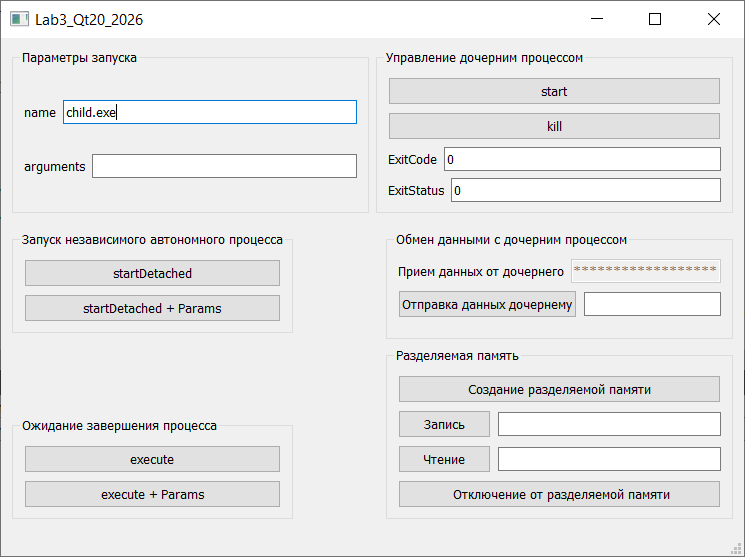 Lab3_Qt20_2026
Параметры запуска
name child.exe
arguments
Управление дочерним процессом
start
kill
ExitCode 0
ExitStatus 0
Запуск независимого автономного процесса
startDetached
startDetached + Params
Обмен данными с дочерним процессом
Прием данных от дочернего ******************
Отправка данных дочернему
Разделяемая память
Создание разделяемой памяти
Запись
Чтение
Отключение от разделяемой памяти
Ожидание завершения процесса
execute
execute + Params